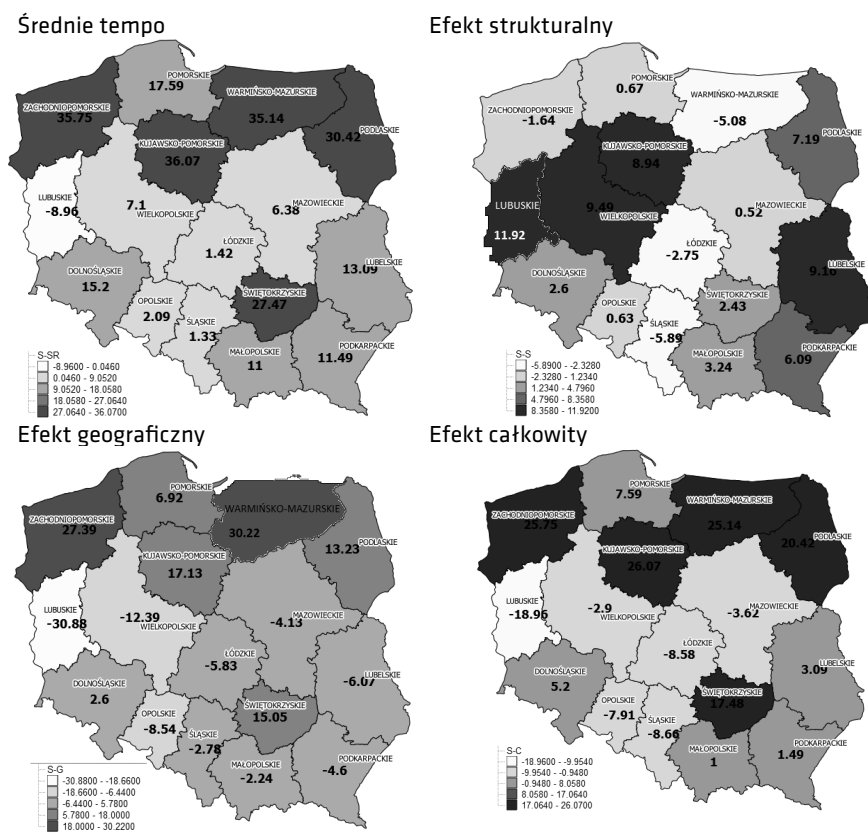 Średnie tempo
POMORSKIE
17.59
ZACHODNIOPOMORSKIE
35.75
WARMIŃSKO-MAZURSKIE
35.14
PODLASKIE
30.42
KUJAWSKO-POMORSKIE
36.07
LUBUSKIE
-8.96
7.1
WIELKOPOLSKIE
MAZOWIECKIE
6.38
ŁÓDZKIE
1.42
LUBELSKIE
13.09
DOLNOŚLĄSKIE
15.2
OPOLSKIE
2.09
ŚLĄSKIE
1.33
ŚWIĘTOKRZYSKIE
27.47
MAŁOPOLSKIE
11
PODKARPACKIE
11.49
S-SR
-8.9600 - 0.0460
0.0460 - 9.0520
9.0520 - 18.0580
18.0580 - 27.0640
27.0640 - 36.0700
Efekt strukturalny
POMORSKIE
0.67
ZACHODNIOPOMORSKIE
-1.64
WARMIŃSKO-MAZURSKIE
-5.08
PODLASKIE
7.19
KUJAWSKO-POMORSKIE
8.94
LUBUSKIE
11.92
9.49
WIELKOPOLSKIE
MAZOWIECKIE
0.52
ŁÓDZKIE
-2.75
LUBELSKIE
9.16
DOLNOŚLĄSKIE
2.6
OPOLSKIE
0.63
ŚLĄSKIE
-5.89
ŚWIĘTOKRZYSKIE
2.43
MAŁOPOLSKIE
3.24
PODKARPACKIE
6.09
S-S
-5.8900 - -2.3280
-2.3280 - 1.2340
1.2340 - 4.7960
4.7960 - 8.3580
8.3580 - 11.9200
Efekt geograficzny
POMORSKIE
6.92
ZACHODNIOPOMORSKIE
27.39
WARMIŃSKO-MAZURSKIE
30.22
PODLASKIE
13.23
KUJAWSKO-POMORSKIE
17.13
LUBUSKIE
-30.88
-12.39
WIELKOPOLSKIE
MAZOWIECKIE
-4.13
ŁÓDZKIE
-5.83
LUBELSKIE
-6.07
DOLNOŚLĄSKIE
2.6
OPOLSKIE
-8.54
ŚLĄSKIE
-2.78
ŚWIĘTOKRZYSKIE
15.05
MAŁOPOLSKIE
-2.24
PODKARPACKIE
-4.6
S-G
-30.8800 - -18.6600
-18.6600 - -6.4400
-6.4400 - 5.7800
5.7800 - 18.0000
18.0000 - 30.2200
Efekt całkowity
POMORSKIE
7.59
ZACHODNIOPOMORSKIE
25.75
WARMIŃSKO-MAZURSKIE
25.14
PODLASKIE
20.42
KUJAWSKO-POMORSKIE
26.07
LUBUSKIE
-18.96
-2.9
WIELKOPOLSKIE
MAZOWIECKIE
-3.62
ŁÓDZKIE
-8.58
LUBELSKIE
3.09
DOLNOŚLĄSKIE
5.2
OPOLSKIE
-7.91
ŚLĄSKIE
-8.66
ŚWIĘTOKRZYSKIE
17.48
MAŁOPOLSKIE
1
PODKARPACKIE
1.49
S-C
-18.9600 - -9.9540
-9.9540 - -0.9480
-0.9480 - 8.0580
8.0580 - 17.0640
17.0640 - 26.0700